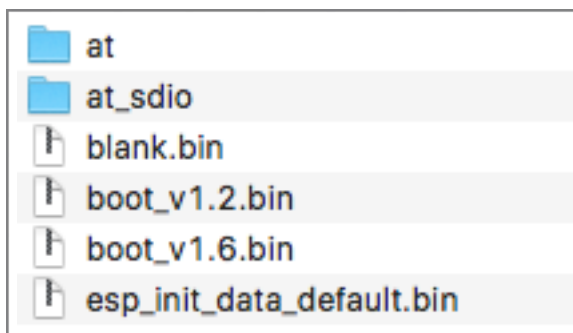 at
at_sdio
blank.bin
boot_v1.2.bin
boot_v1.6.bin
esp_init_data_default.bin